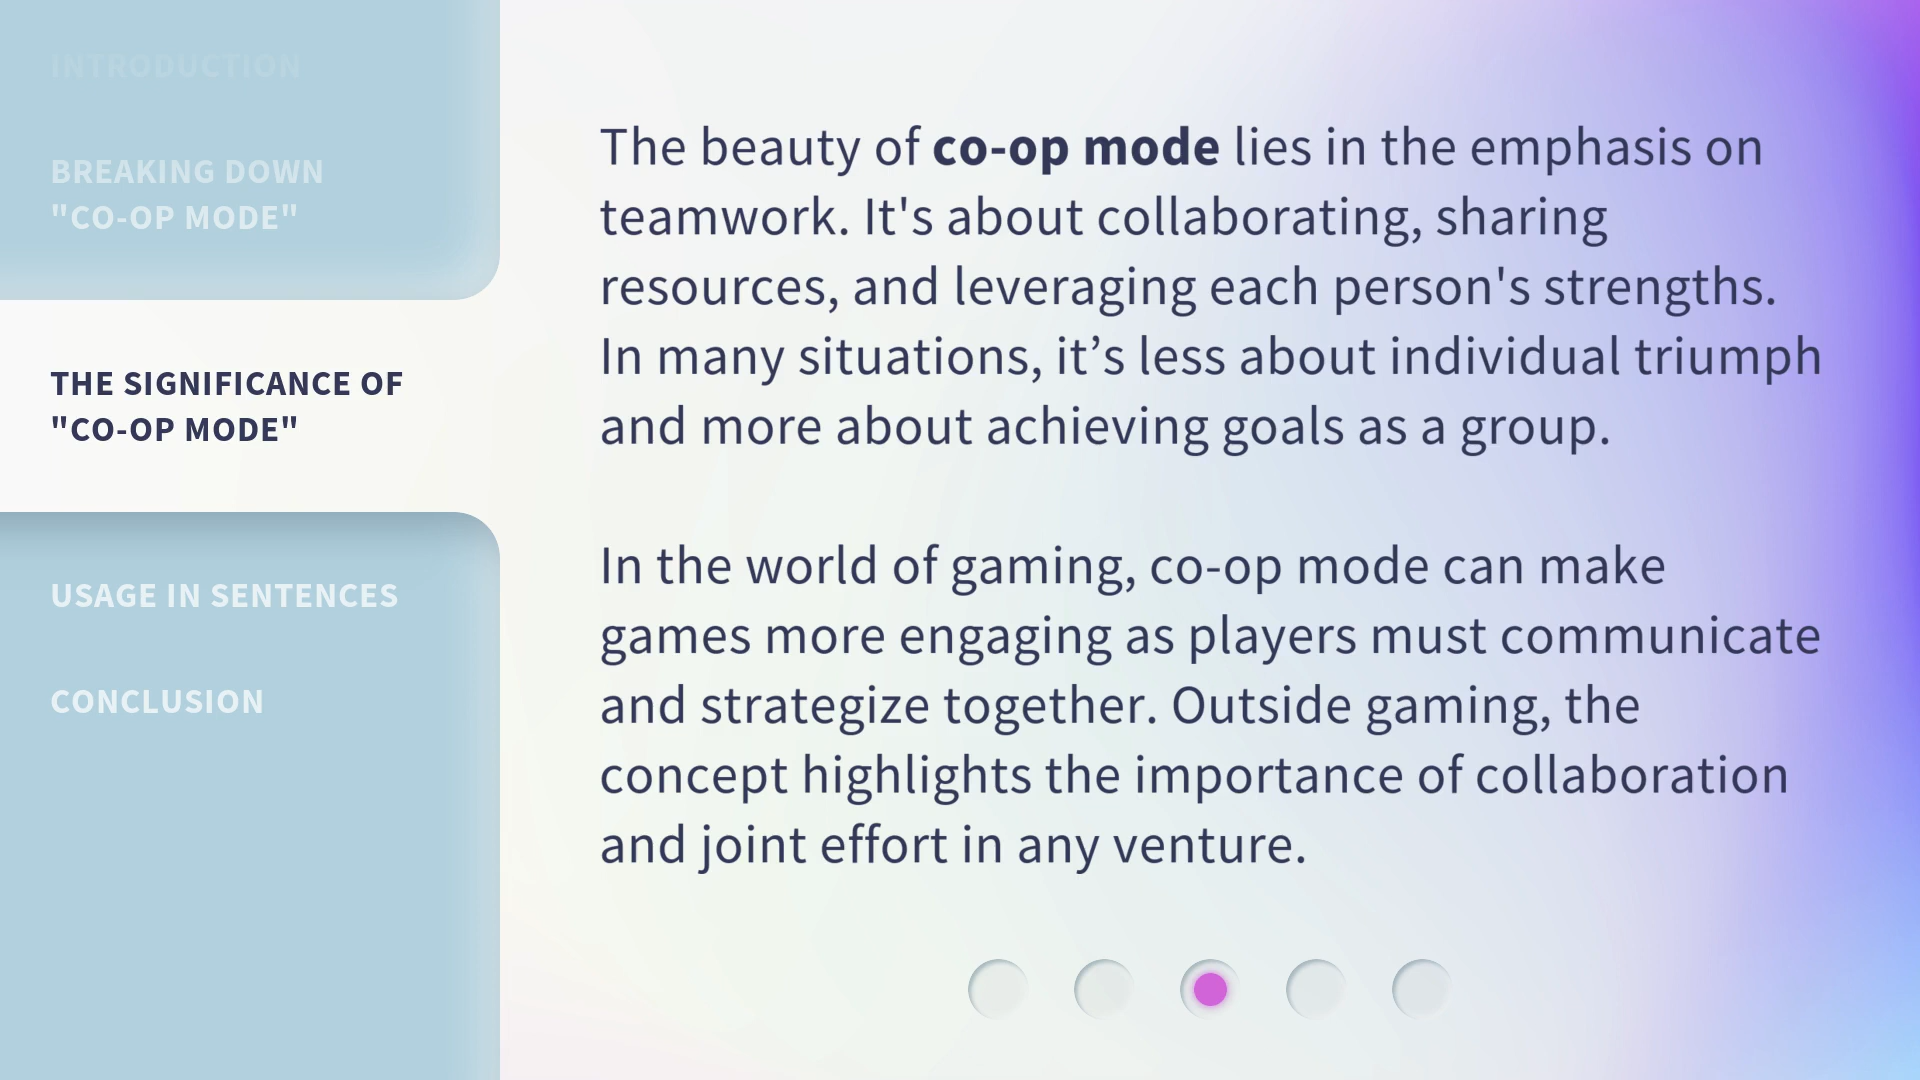 INTRODUCTION
BREAKING DOWN
"CO-OP MODE"
THE SIGNIFICANCE OF
"CO-OP MODE"
USAGE IN SENTENCES
CONCLUSION
The beauty of co-op mode lies in the emphasis on
teamwork. It's about collaborating, sharing
resources, and leveraging each person's strengths.
In many situations, it’s less about individual triumph
and more about achieving goals as a group.
In the world of gaming, co-op mode can make
games more engaging as players must communicate
and strategize together. Outside gaming, the
concept highlights the importance of collaboration
and joint effort in any venture.